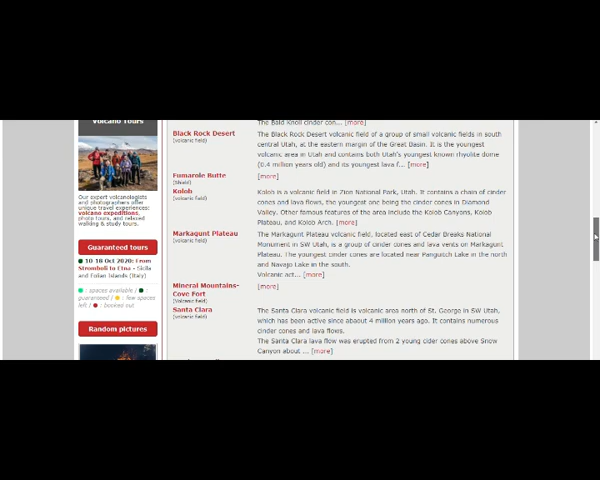 Volcano Tours
Our expert volcanologists
and photographers offer
unique travel experiences:
volcano expeditions,
photo tours, and relaxed
walking & study tours.
Guaranteed tours
10-18 Oct 2020: From
Stromboli to Etna - Sicily
and Eolian Islands (Italy)
: spaces available / :
guaranteed / : few spaces
left / : booked out
Random pictures
The Bald Knoll cinder con... [more]
Black Rock Desert
(volcanic field)
The Black Rock Desert volcanic field of a group of small volcanic fields in south
central Utah, at the eastern margin of the Great Basin. It is the youngest
volcanic area in Utah and contains both Utah's youngest known rhyolite dome
(0.4 million years old) and its youngest lava f... [more]
Fumarole Butte
(Shield)
[more]
Kolob
(volcanic field)
Kolob in a volcanic field in Zion National Park, Utah. It contains a chain of cinder
cones and lava flows, the youngest one being the cinder cones in Diamond
Valley. Other famous features of the area include the Kolob Canyons, Kolob
Plateau, and Kolob Arch. [more]
Markagunt Plateau
(volcanic field)
The Markagunt Plateau volcanic field, located east of Cedar Breaks National
Monument in SW Utah, is a group of cinder cones and lava vents on Markagunt
Plateau. The youngest cinder cones are located near Panguitch Lake in the north
and Navajo Lake in the south.
Volcanic act... [more]
Mineral Mountains-
Cove Fort
(Volcanic field)
[more]
Santa Clara
(volcanic field)
The Santa Clara volcanic field is volcanic area north of St. George in SW Utah,
which has been active since about 4 million years ago. It contains numerous
cinder cones and lava flows.
The Santa Clara lava flow was erupted from 2 young cider cones above Snow
Canyon about ... [more]